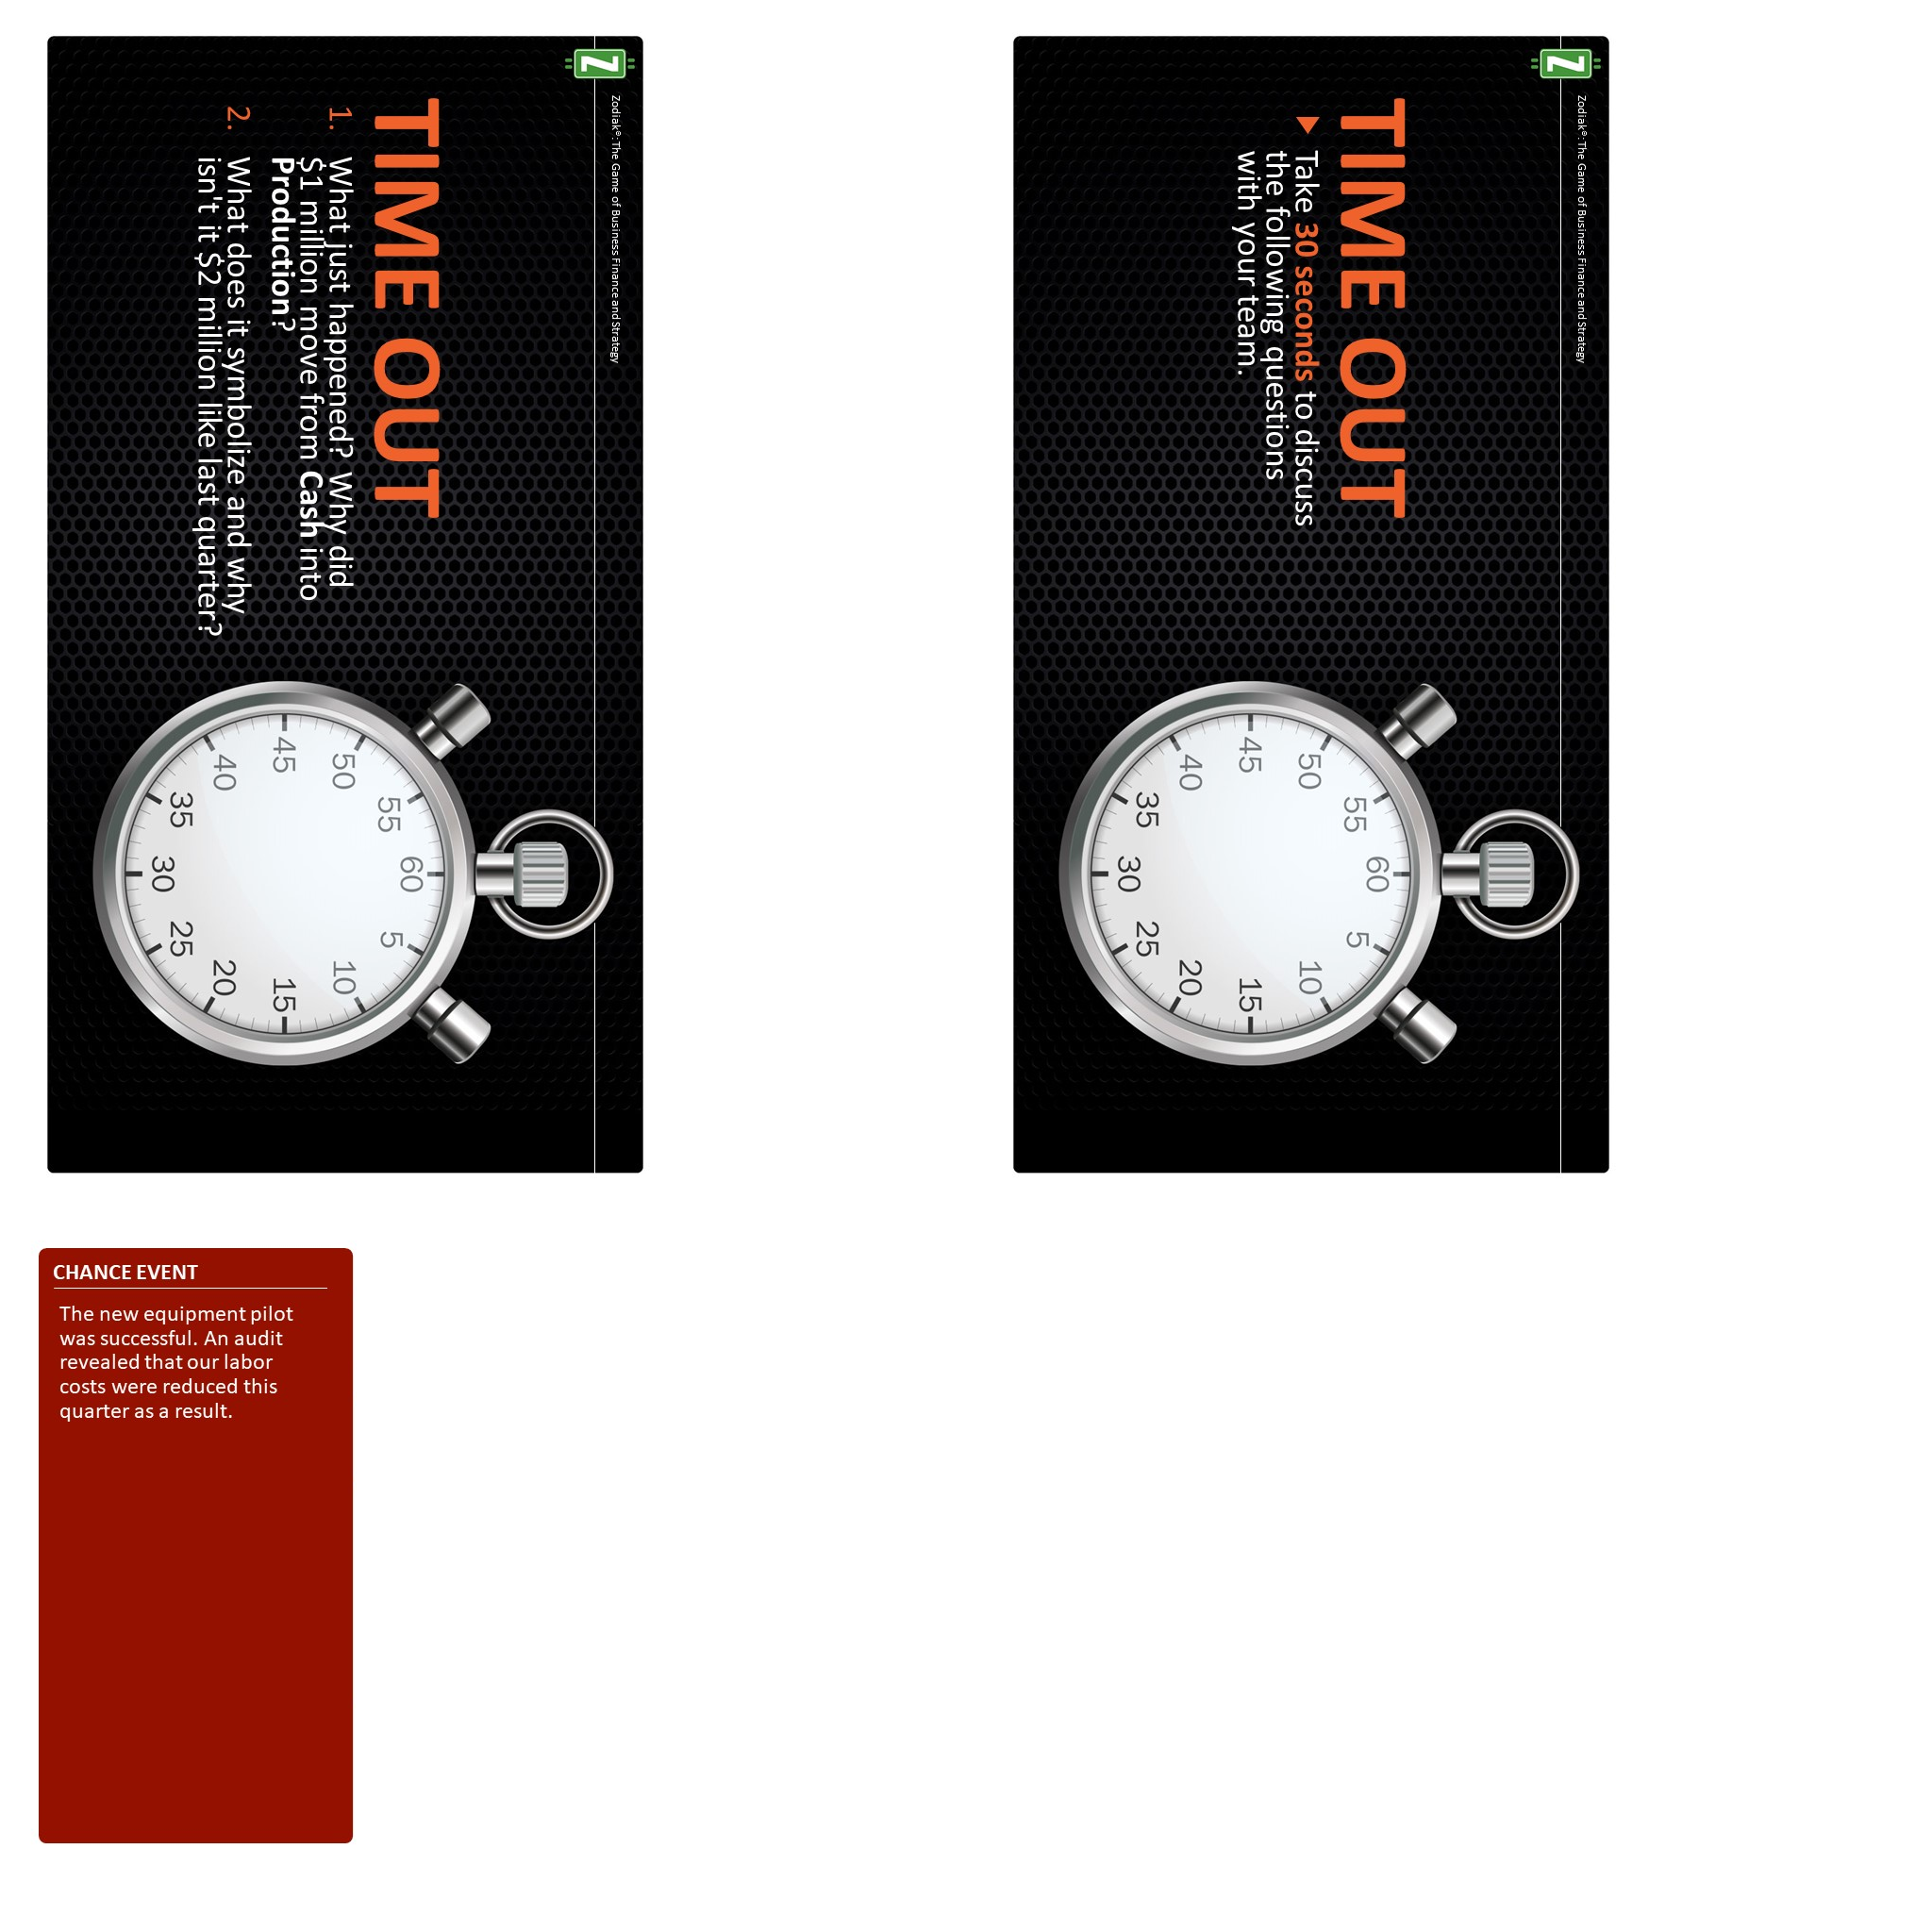 Z
Zodiak®: The Game of Business Finance and Strategy
TIME OUT
1. What just happened? Why did
$1 million move from Cash into
Production?
2. What does it symbolize and why
isn't it $2 million like last quarter?
60
5
10
15
20
25
30
35
40
45
50
55
Z
Zodiak®: The Game of Business Finance and Strategy
TIME OUT
Take 30 seconds to discuss
the following questions
with your team.
60
5
10
15
20
25
30
35
40
45
50
55
CHANCE EVENT
The new equipment pilot
was successful. An audit
revealed that our labor
costs were reduced this
quarter as a result.